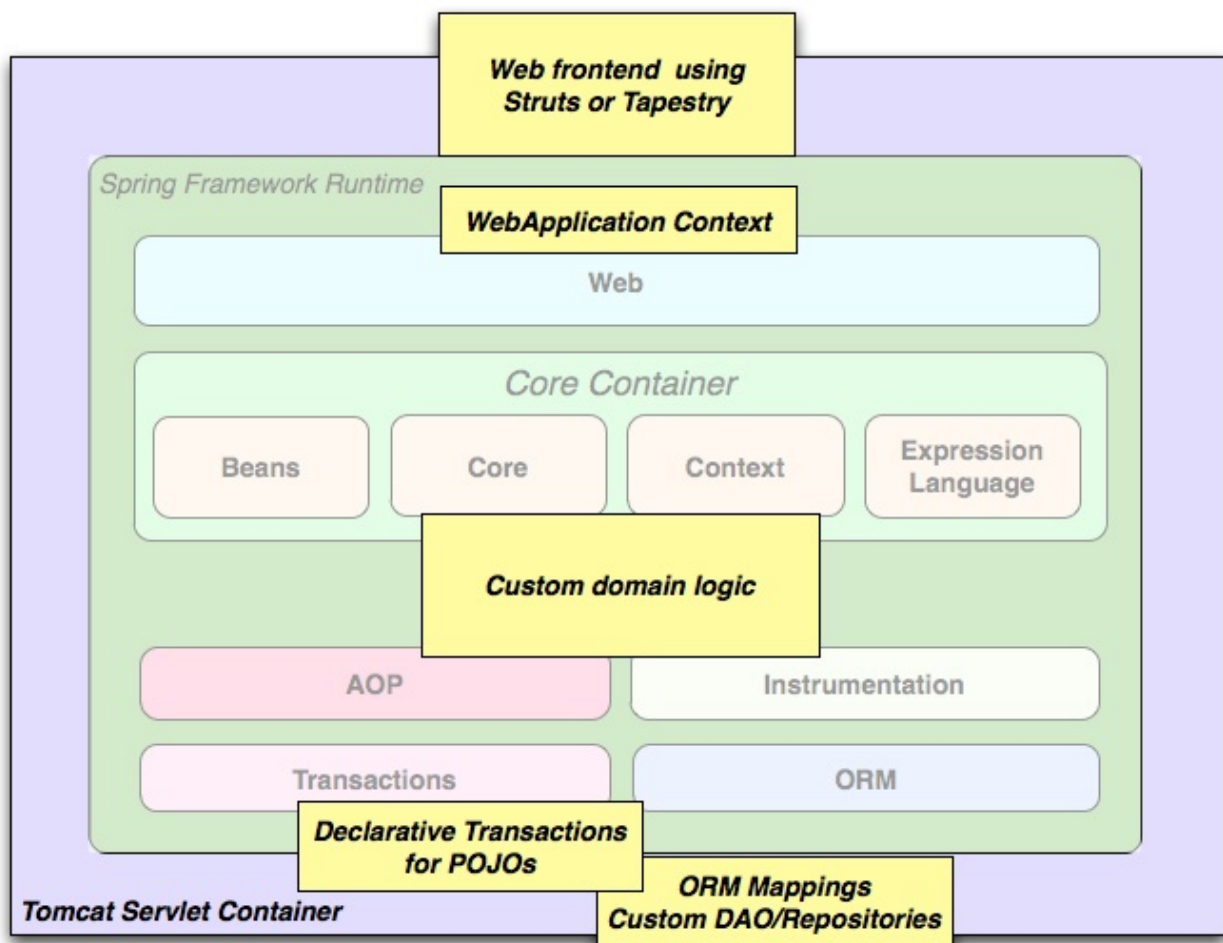 Web frontend using
Struts or Tapestry
Spring Framework Runtime
WebApplication Context
Web
Core Container
Beans
Core
Context
Expression
Language
Custom domain logic
AOP
Instrumentation
Transactions
ORM
Declarative Transactions
for POJOs
ORM Mappings
Custom DAO/Repositories
Tomcat Servlet Container